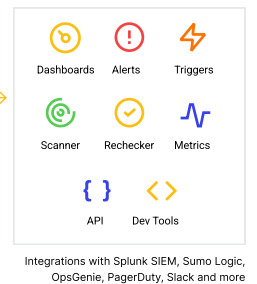 Dashboards Alerts Triggers
Scanner Rechecker Metrics
API Dev Tools
Integrations with Splunk SIEM, Sumo Logic,
OpsGenie, PagerDuty, Slack and more